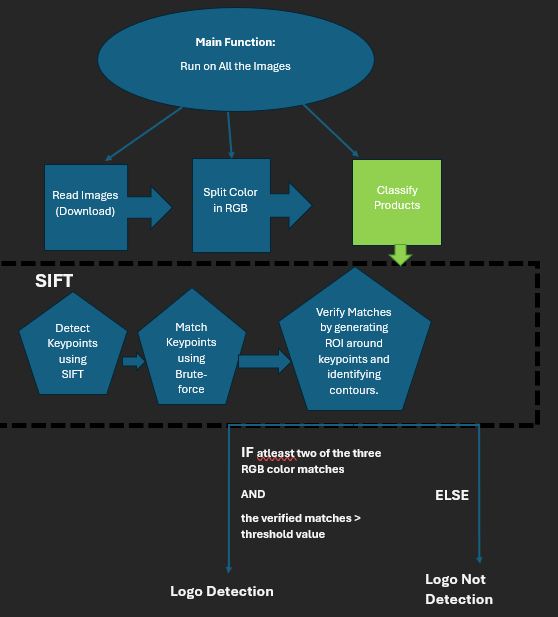 Main Function:
Run on All the Images
Read Images
(Download)
Split Color
in RGB
Classify
Products
SIFT
Detect
Keypoints
using
SIFT
Match
Keypoints
using
Brute-
force
Verify Matches
by generating
ROI around
keypoints and
identifying
contours.
IF atleast two of the three
RGB color matches
AND
the verified matches >
threshold value
ELSE
Logo Detection
Logo Not
Detection